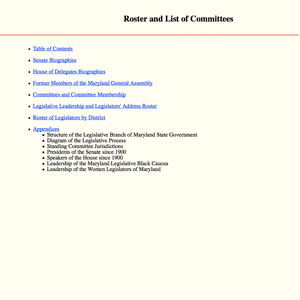 Roster and List of Committees
Table of Contents
Senate Biographies
House of Delegates Biographies
Former Members of the Maryland General Assembly
Committees and Committee Membership
Legislative Leadership and Legislators' Address Roster
Roster of Legislators by District
Appendices
Structure of the Legislative Branch of Maryland State Government
Diagram of the Legislative Process
Standing Committee Jurisdictions
Presidents of the Senate since 1900
Speakers of the House since 1900
Leadership of the Maryland Legislative Black Caucus
Leadership of the Women Legislators of Maryland